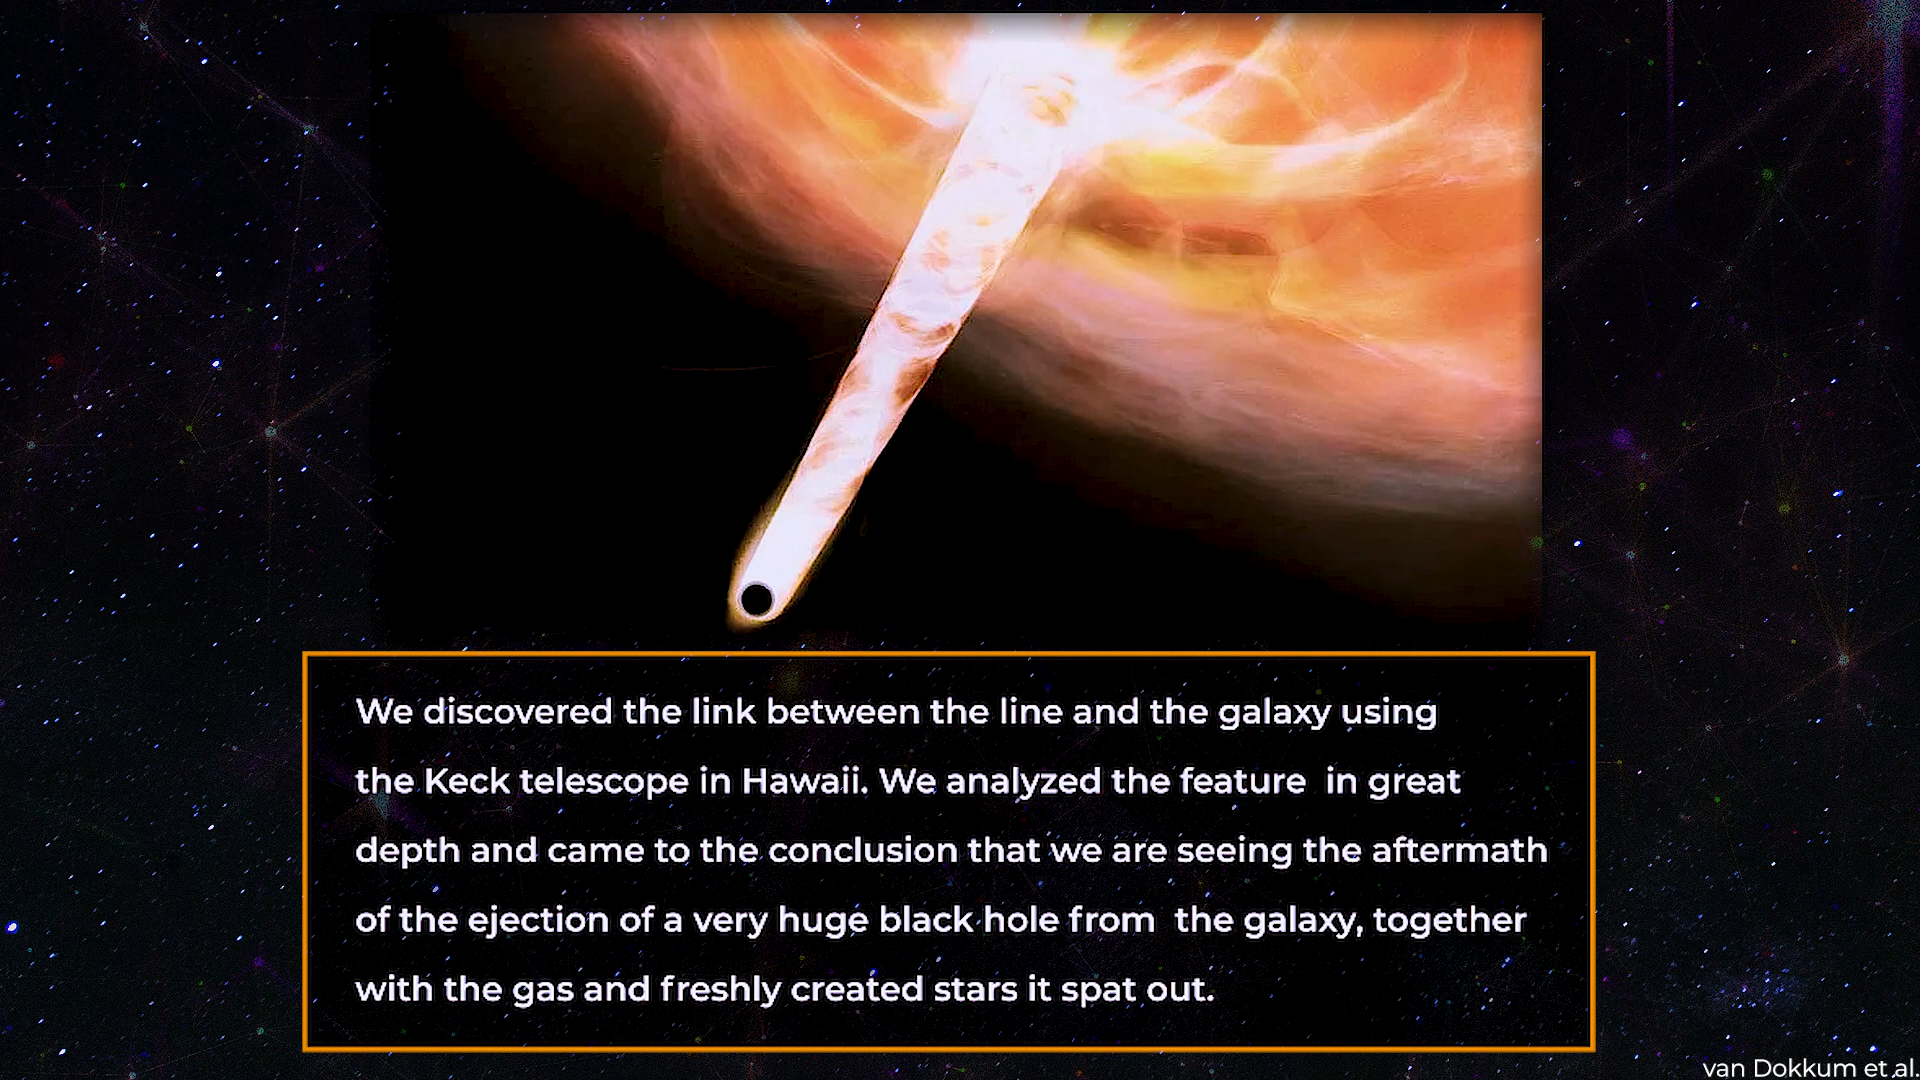 We discovered the link between the line and the galaxy using
the Keck telescope in Hawaii. We analyzed the feature  in great
depth and came to the conclusion that we are seeing the aftermath
of the ejection of a very huge black hole from  the galaxy, together
with the gas and freshly created stars it spat out.
van Dokkum et al.